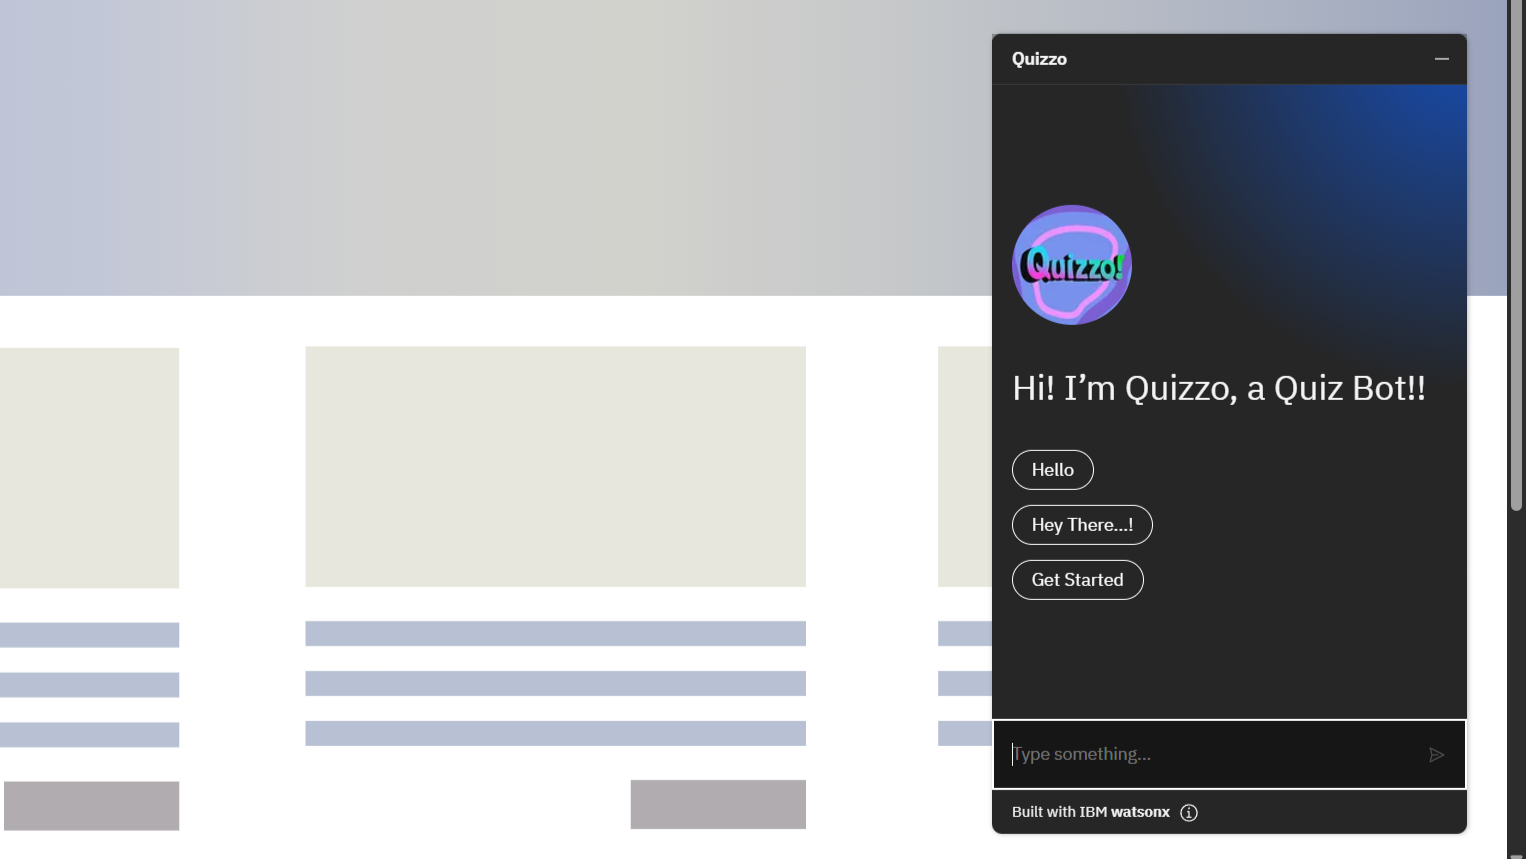 Quizzo
Quizzo!
Hi! I’m Quizzo, a Quiz Bot!!
Hello
Hey There...!
Get Started
Type something...
Built with IBM watsonx